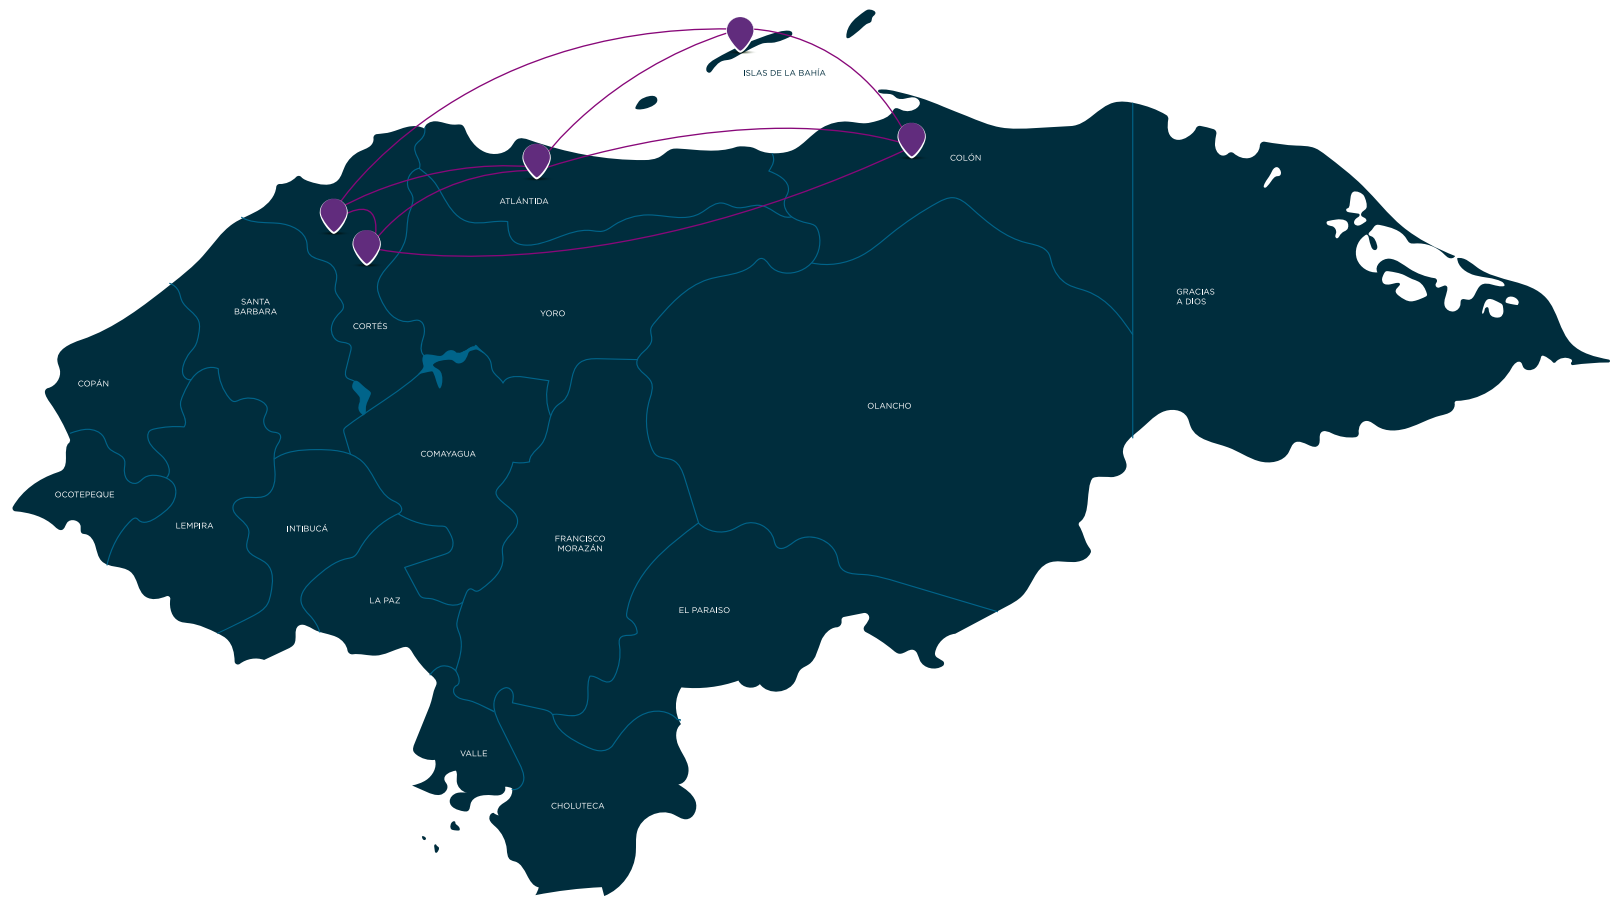 ISLAS DE LA BAHÍA
COLÓN
ATLÁNTIDA
GRACIAS
A DIOS
SANTA
BARBARA
YORO
CORTÉS
COPÁN
OLANCHO
COMAYAGUA
OCOTEPEQUE
LEMPIRA
INTIBUCÁ
FRANCISCO
MORAZÁN
LA PAZ
EL PARAISO
VALLE
CHOLUTECA